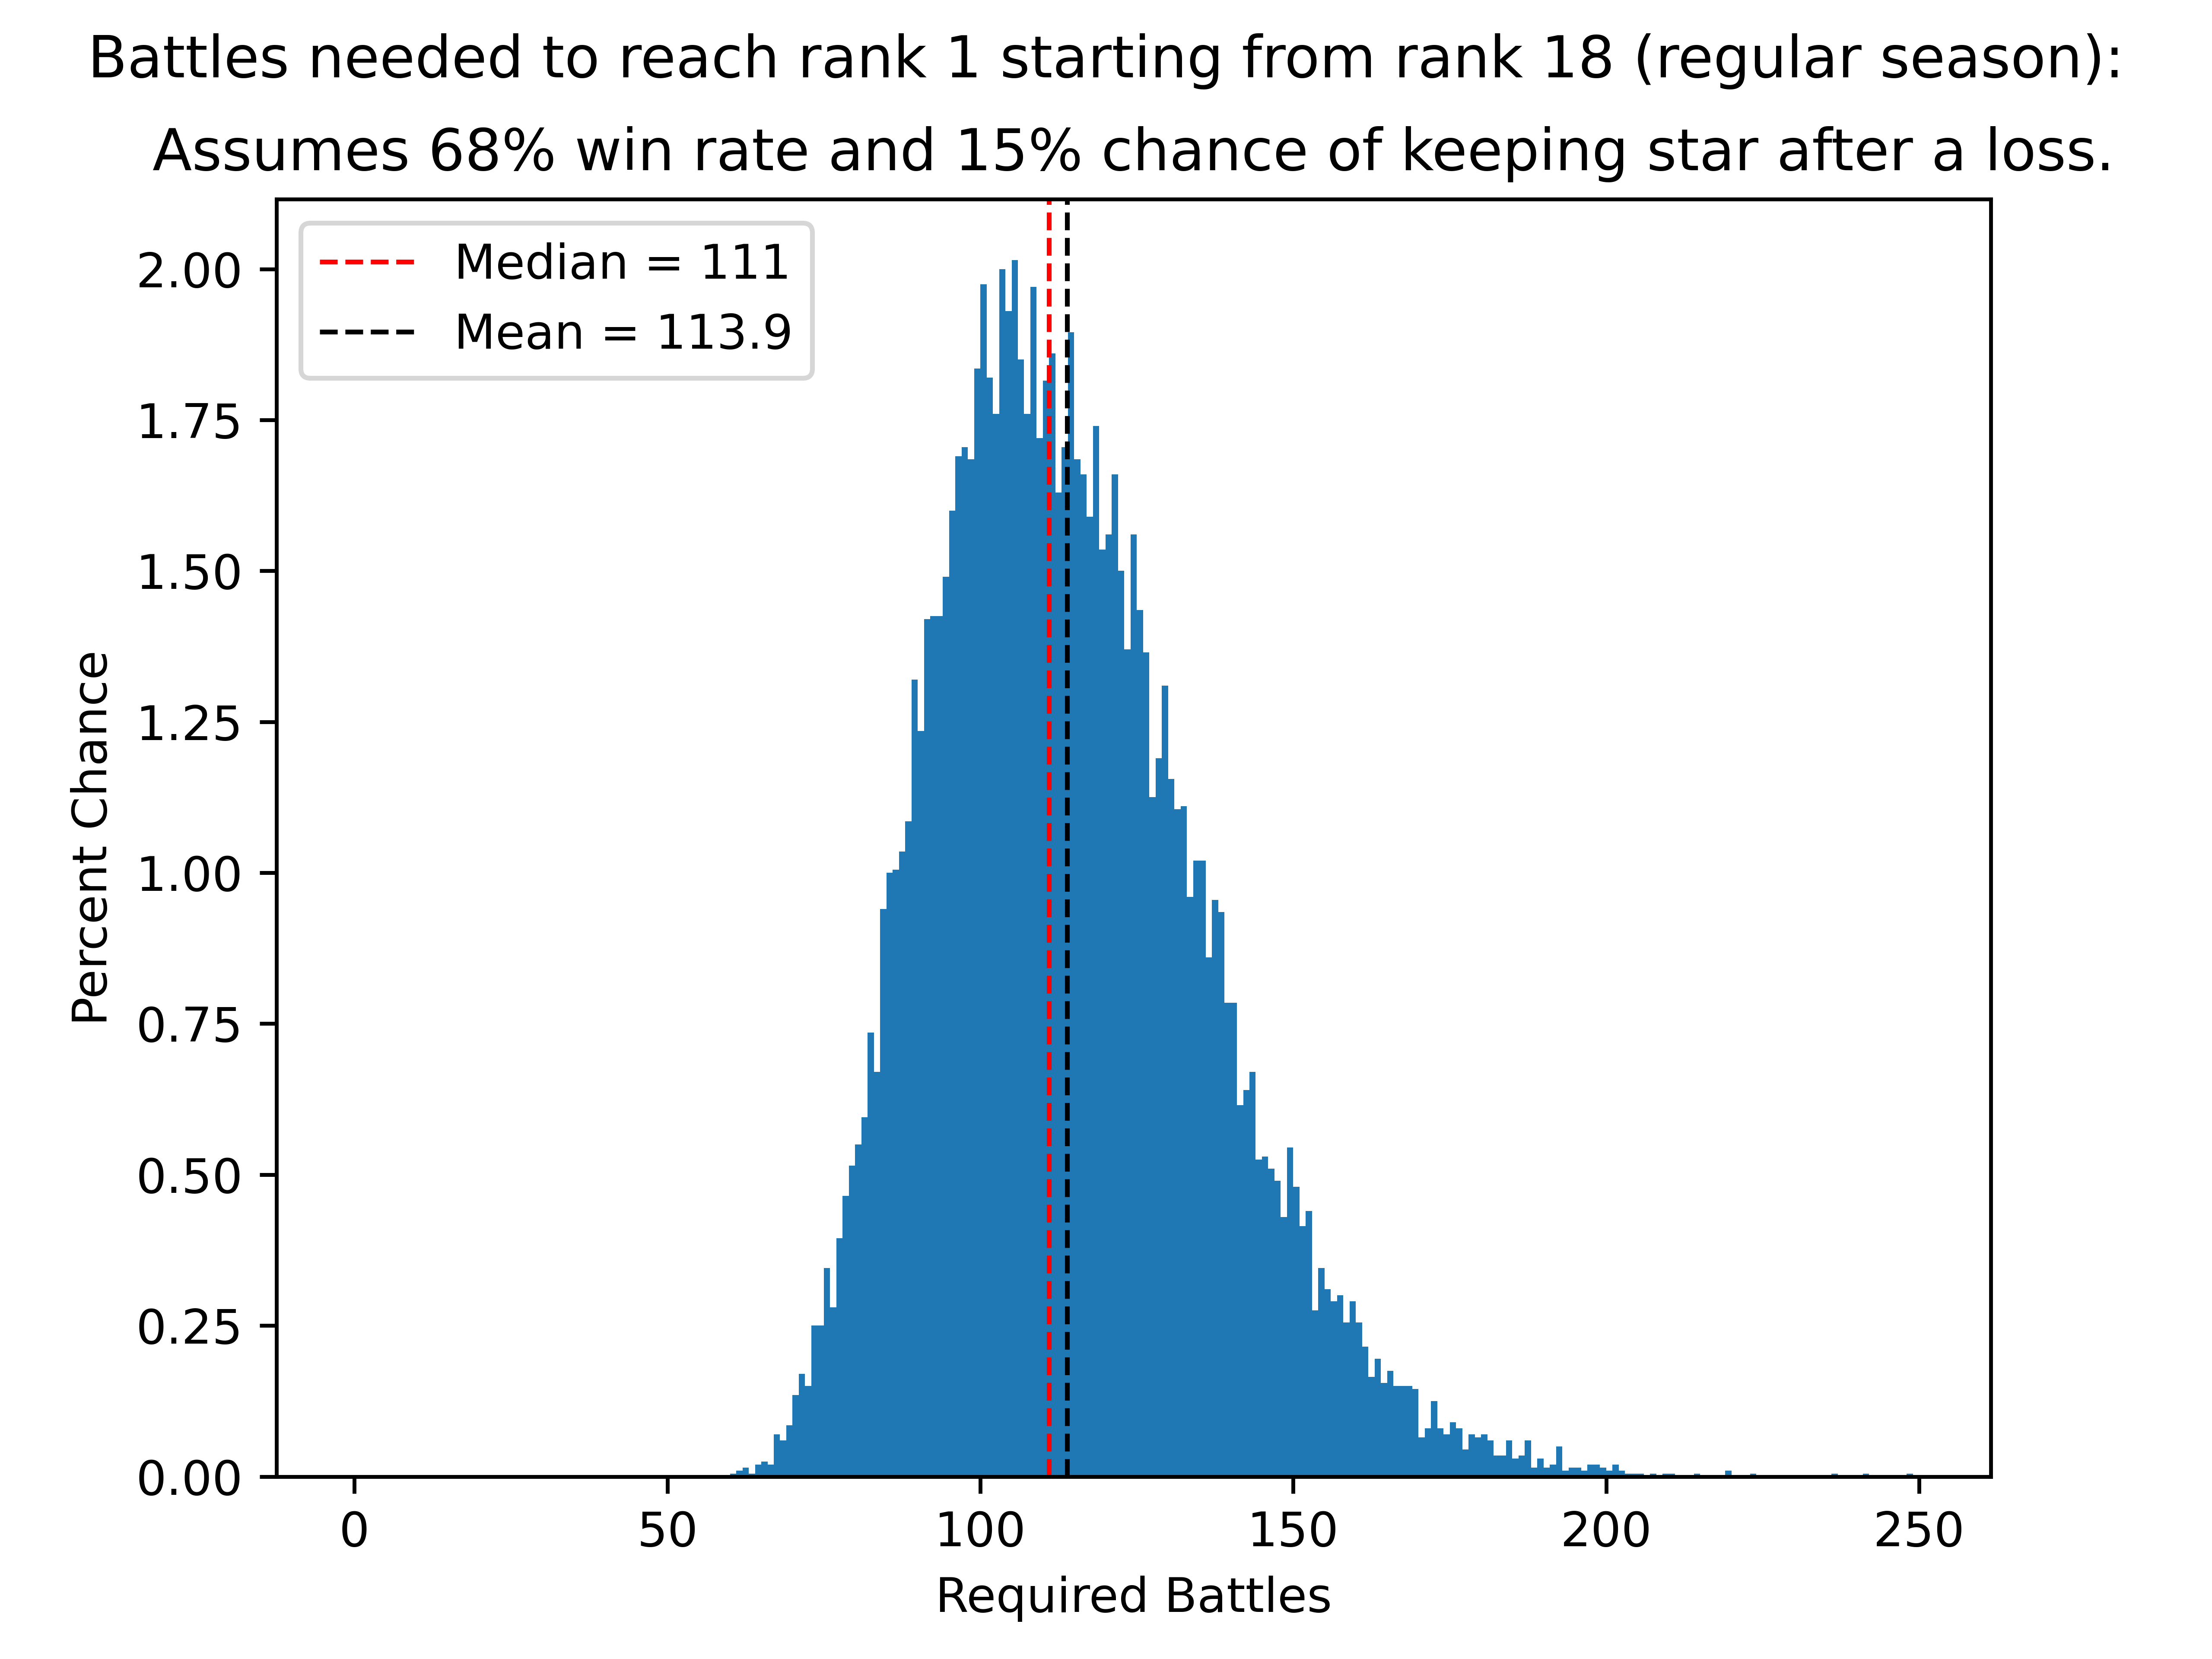 Battles needed to reach rank 1 starting from rank 18 (regular season):
Assumes 68% win rate and 15% chance of keeping star after a loss.
Median = 111
Mean = 113.9
2.00
1.75
1.50
1.25
1.00
0.75
0.50
0.25
0.00
Percent Chance
0 50 100 150 200 250
Required Battles